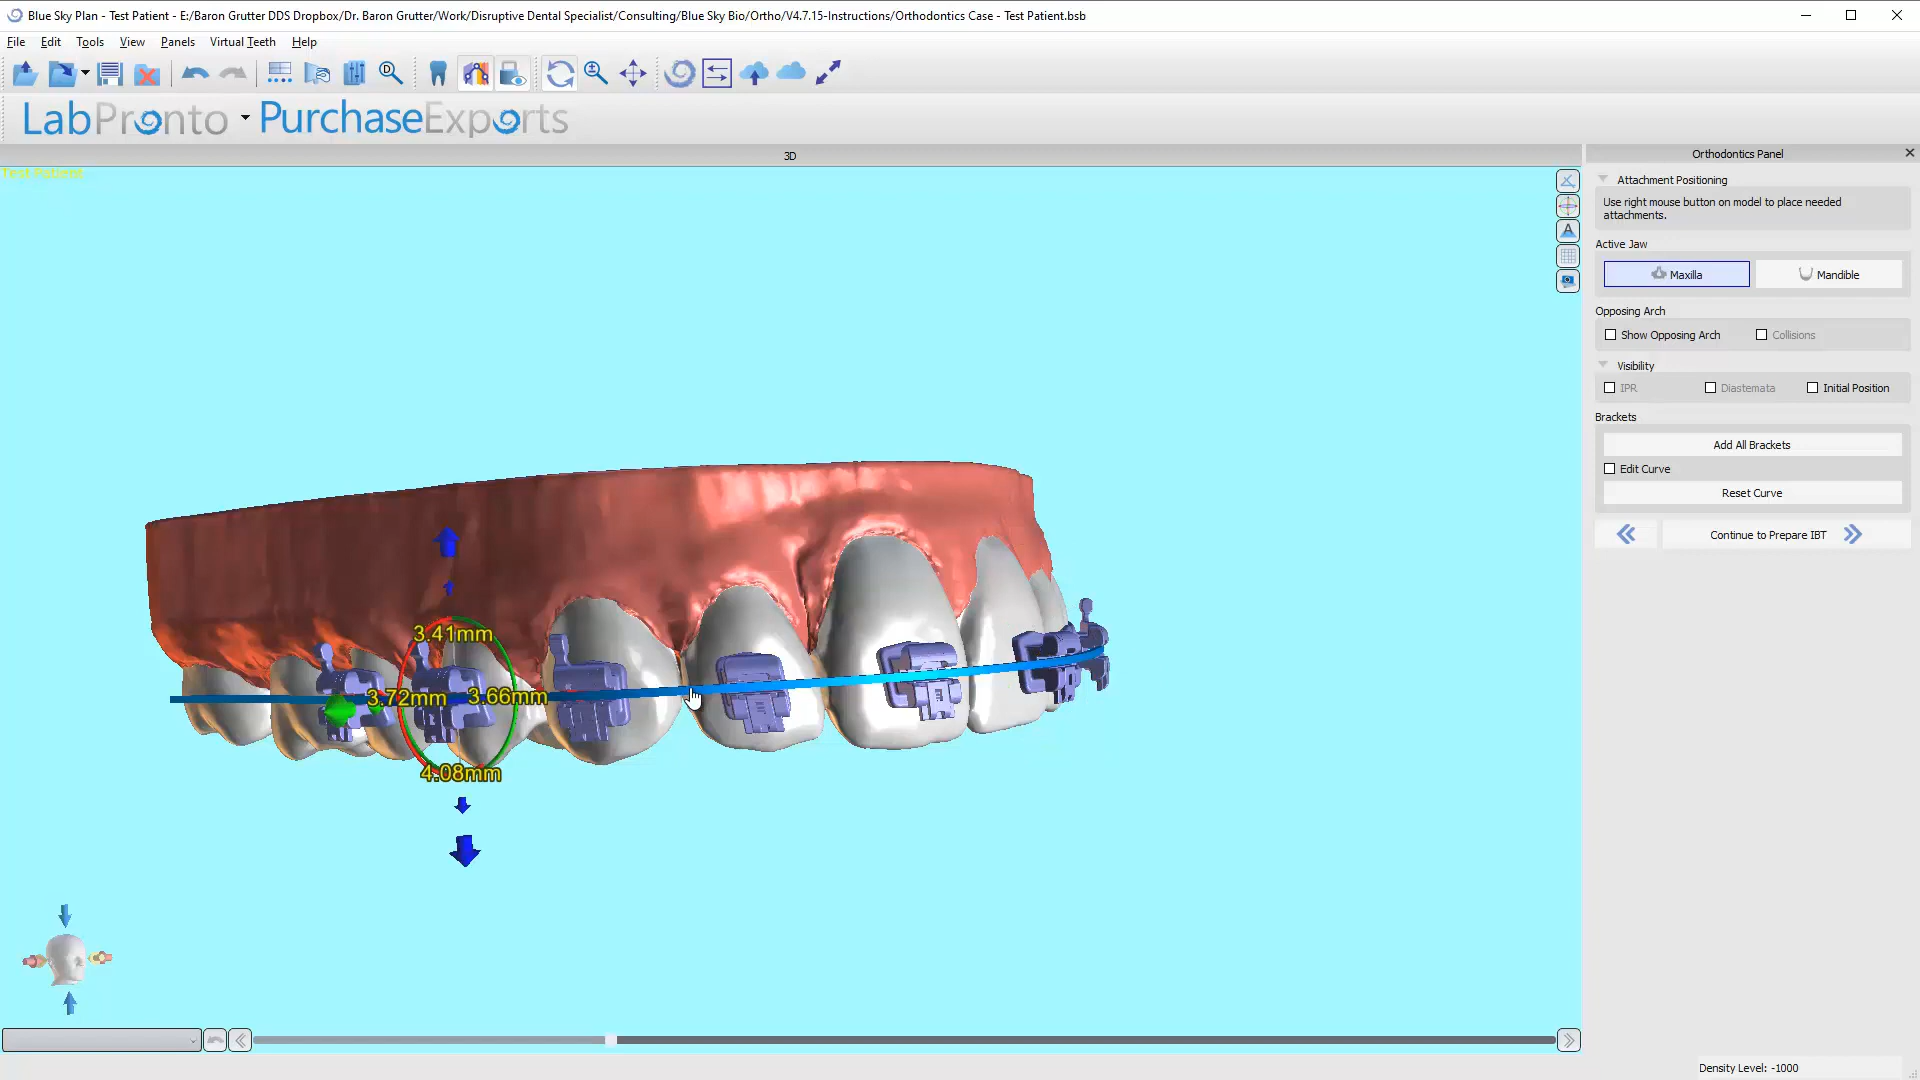 Blue Sky Plan - Test Patient - E:/Baron Grutter DDS Dropbox/Dr. Baron Grutter/Work/Disruptive Dental Specialist/Consulting/Blue Sky Bio/Ortho/V4.7.15-Instructions/Orthodontics Case - Test Patient.bsb
File Edit Tools View Panels Virtual Teeth Help
LabPronto PurchaseExports
3D
Orthodontics Panel
Test Patient
Attachment Positioning
Use right mouse button on model to place needed
attachments.
Active Jaw
Maxilla Mandible
Opposing Arch
Show Opposing Arch Collisions
Visibility
IPR Diastemata Initial Position
Brackets
Add All Brackets
Edit Curve
Reset Curve
Continue to Prepare IBT
3.41mm
3.72mm 3.66mm
4.08mm
Density Level: -1000